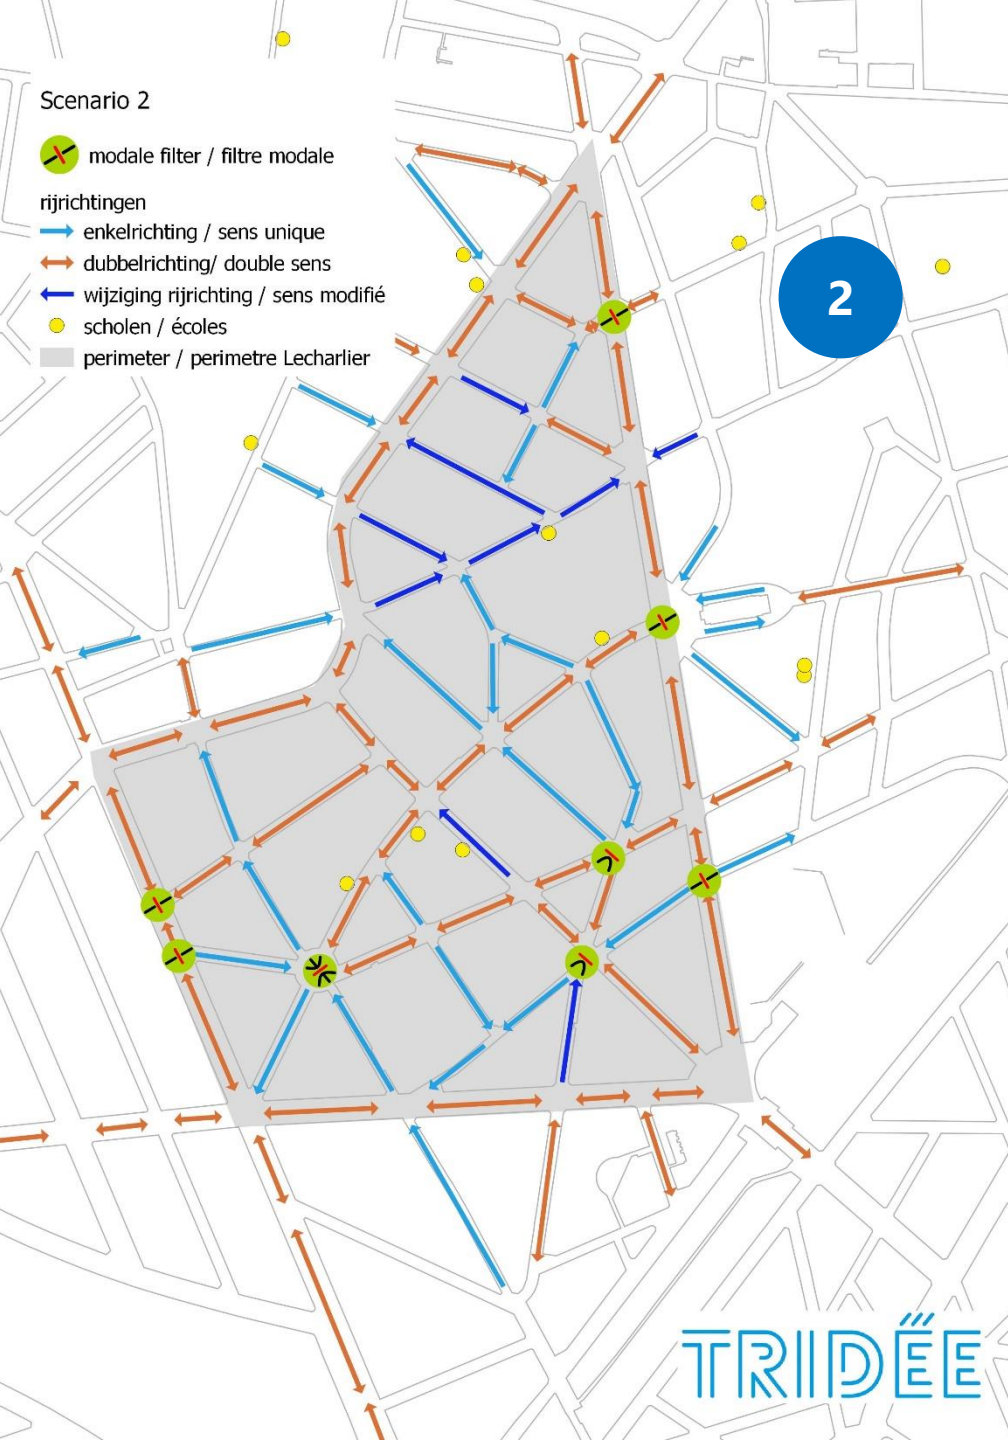 Scenario 2
modale filter / filtre modale
rijrichtingen
enkelrichting / sens unique
dubbelrichting/ double sens
wijziging rijrichting / sens modifié
scholen / écoles
perimeter / perimetre Lecharlier
2
TRIDËE